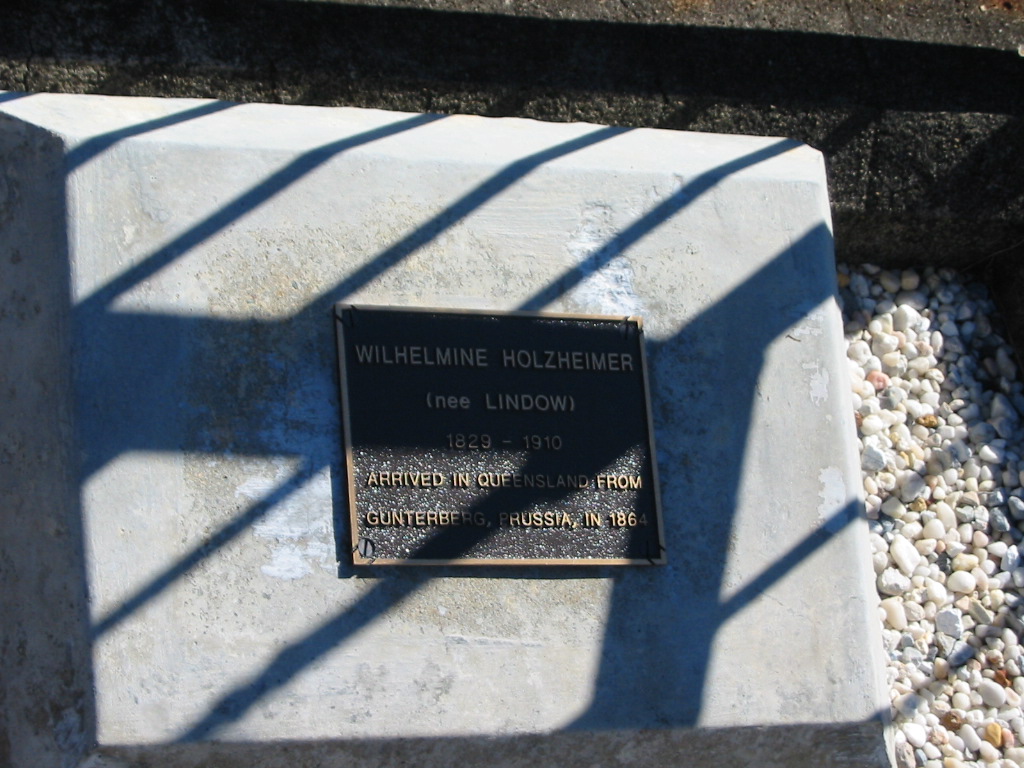 WILHELMINE HOLZHEIMER
(nee LINDOW)
1829 - 1910
ARRIVED IN QUEENSLAND FROM
GUNTERBERG, PRUSSIA, IN 1864